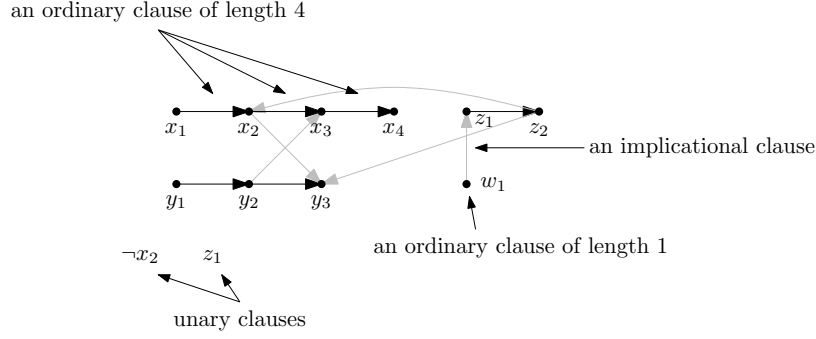 an ordinary clause of length 4
x₁ x₂ x₃ x₄ z₁ z₂
an implicational clause
w₁
y₁ y₂ y₃
an ordinary clause of length 1
¬x₂ z₁
unary clauses